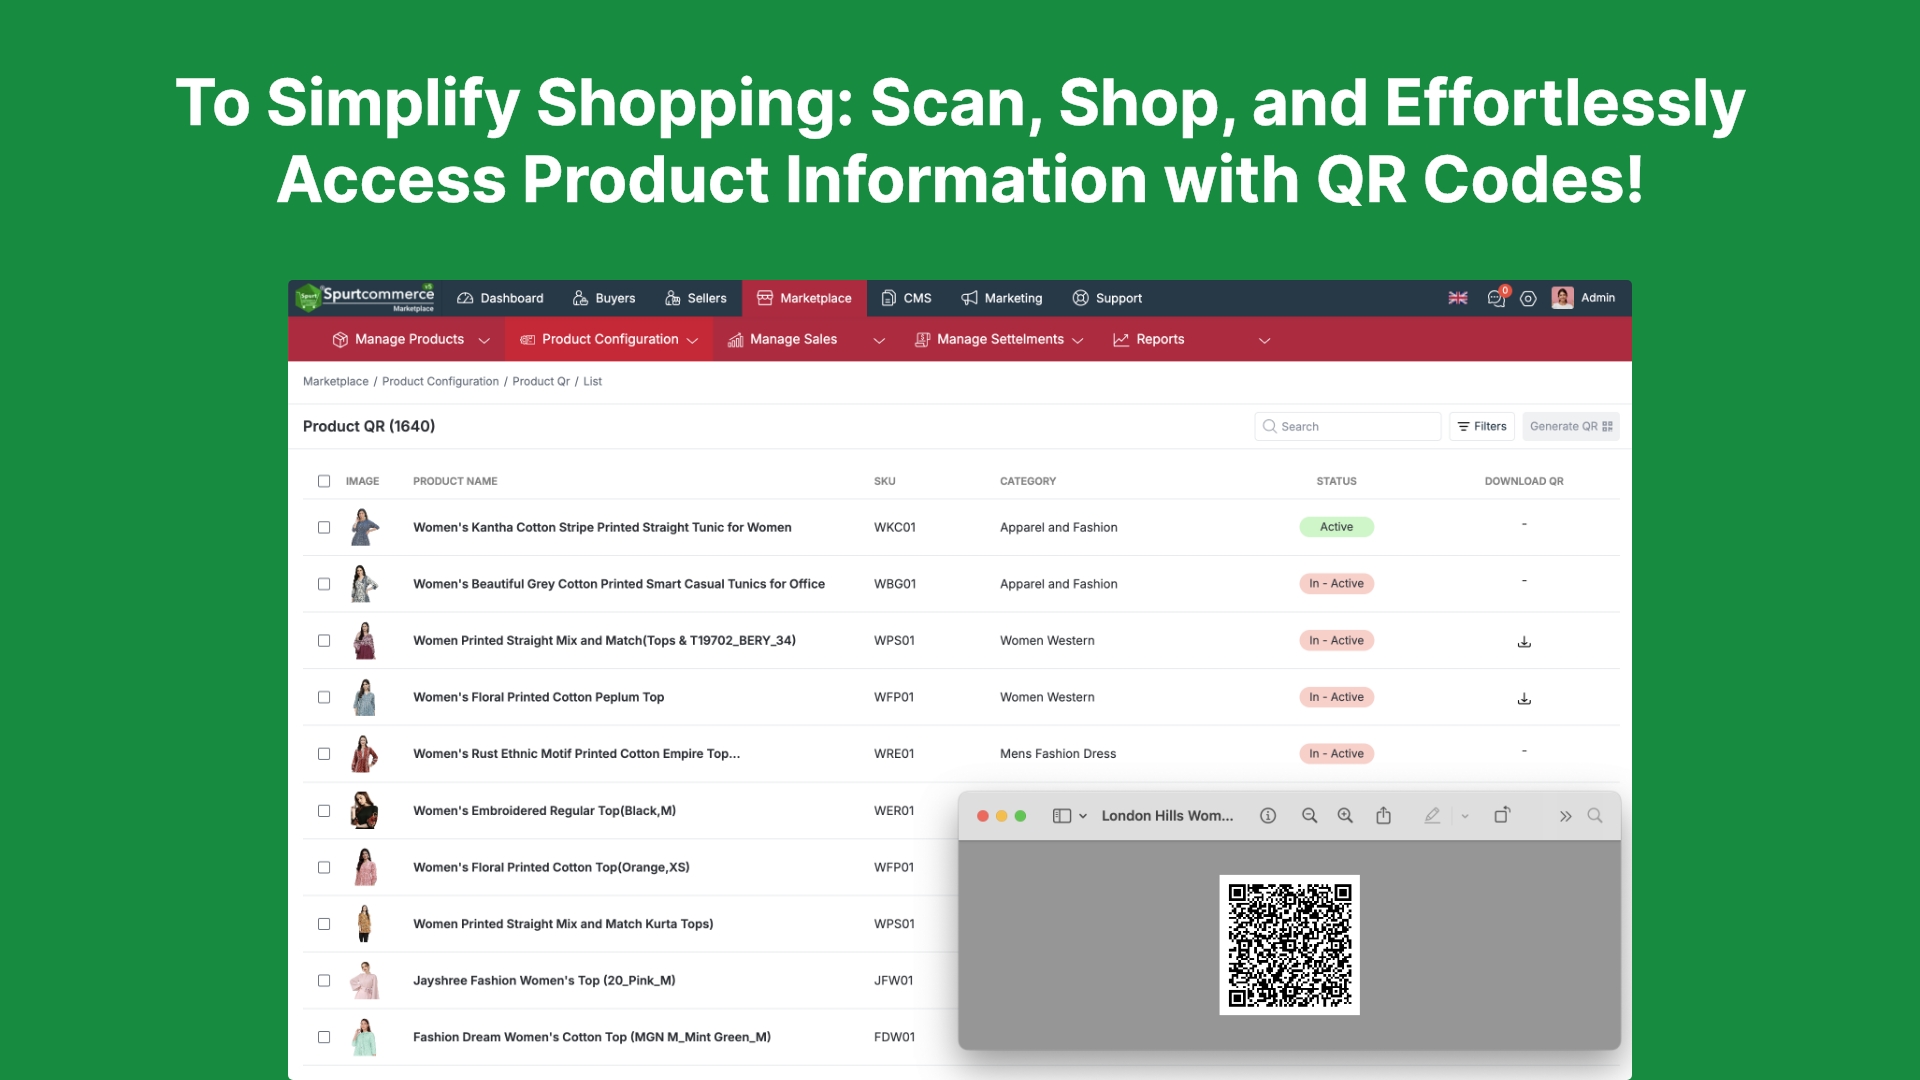 To Simplify Shopping: Scan, Shop, and Effortlessly
Access Product Information with QR Codes!
Spurt Spurtcommerce v5 Marketplace
Dashboard Buyers Sellers Marketplace CMS Marketing Support 0 Admin
Manage Products Product Configuration Manage Sales Manage Settelments Reports
Marketplace / Product Configuration / Product Qr / List
Product QR (1640) Search Filters Generate QR
IMAGE PRODUCT NAME SKU CATEGORY STATUS DOWNLOAD QR
Women's Kantha Cotton Stripe Printed Straight Tunic for Women WKC01 Apparel and Fashion Active -
Women's Beautiful Grey Cotton Printed Smart Casual Tunics for Office WBG01 Apparel and Fashion In - Active -
Women Printed Straight Mix and Match(Tops & T19702_BERY_34) WPS01 Women Western In - Active
Women's Floral Printed Cotton Peplum Top WFP01 Women Western In - Active
Women's Rust Ethnic Motif Printed Cotton Empire Top... WRE01 Mens Fashion Dress In - Active -
Women's Embroidered Regular Top(Black,M) WER01
London Hills Wom...
Women's Floral Printed Cotton Top(Orange,XS) WFP01
Women Printed Straight Mix and Match Kurta Tops) WPS01
Jayshree Fashion Women's Top (20_Pink_M) JFW01
Fashion Dream Women's Cotton Top (MGN M_Mint Green_M) FDW01